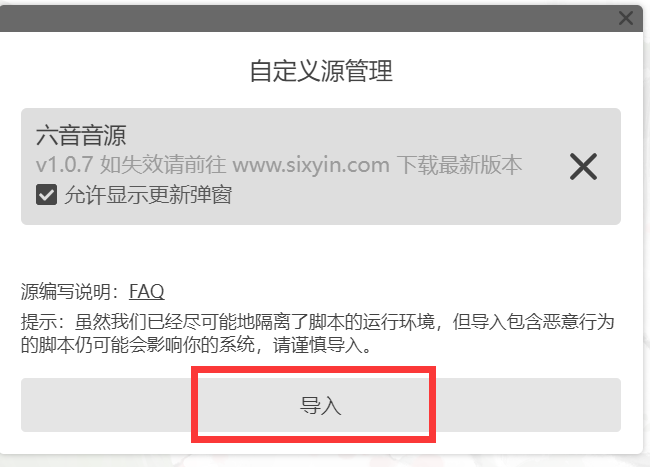 自定义源管理
六音音源
v1.0.7 如失效请前往 www.sixyin.com 下载最新版本
允许显示更新弹窗
源编写说明：FAQ
提示：虽然我们已经尽可能地隔离了脚本的运行环境，但导入包含恶意行为
的脚本仍可能会影响你的系统，请谨慎导入。
导入